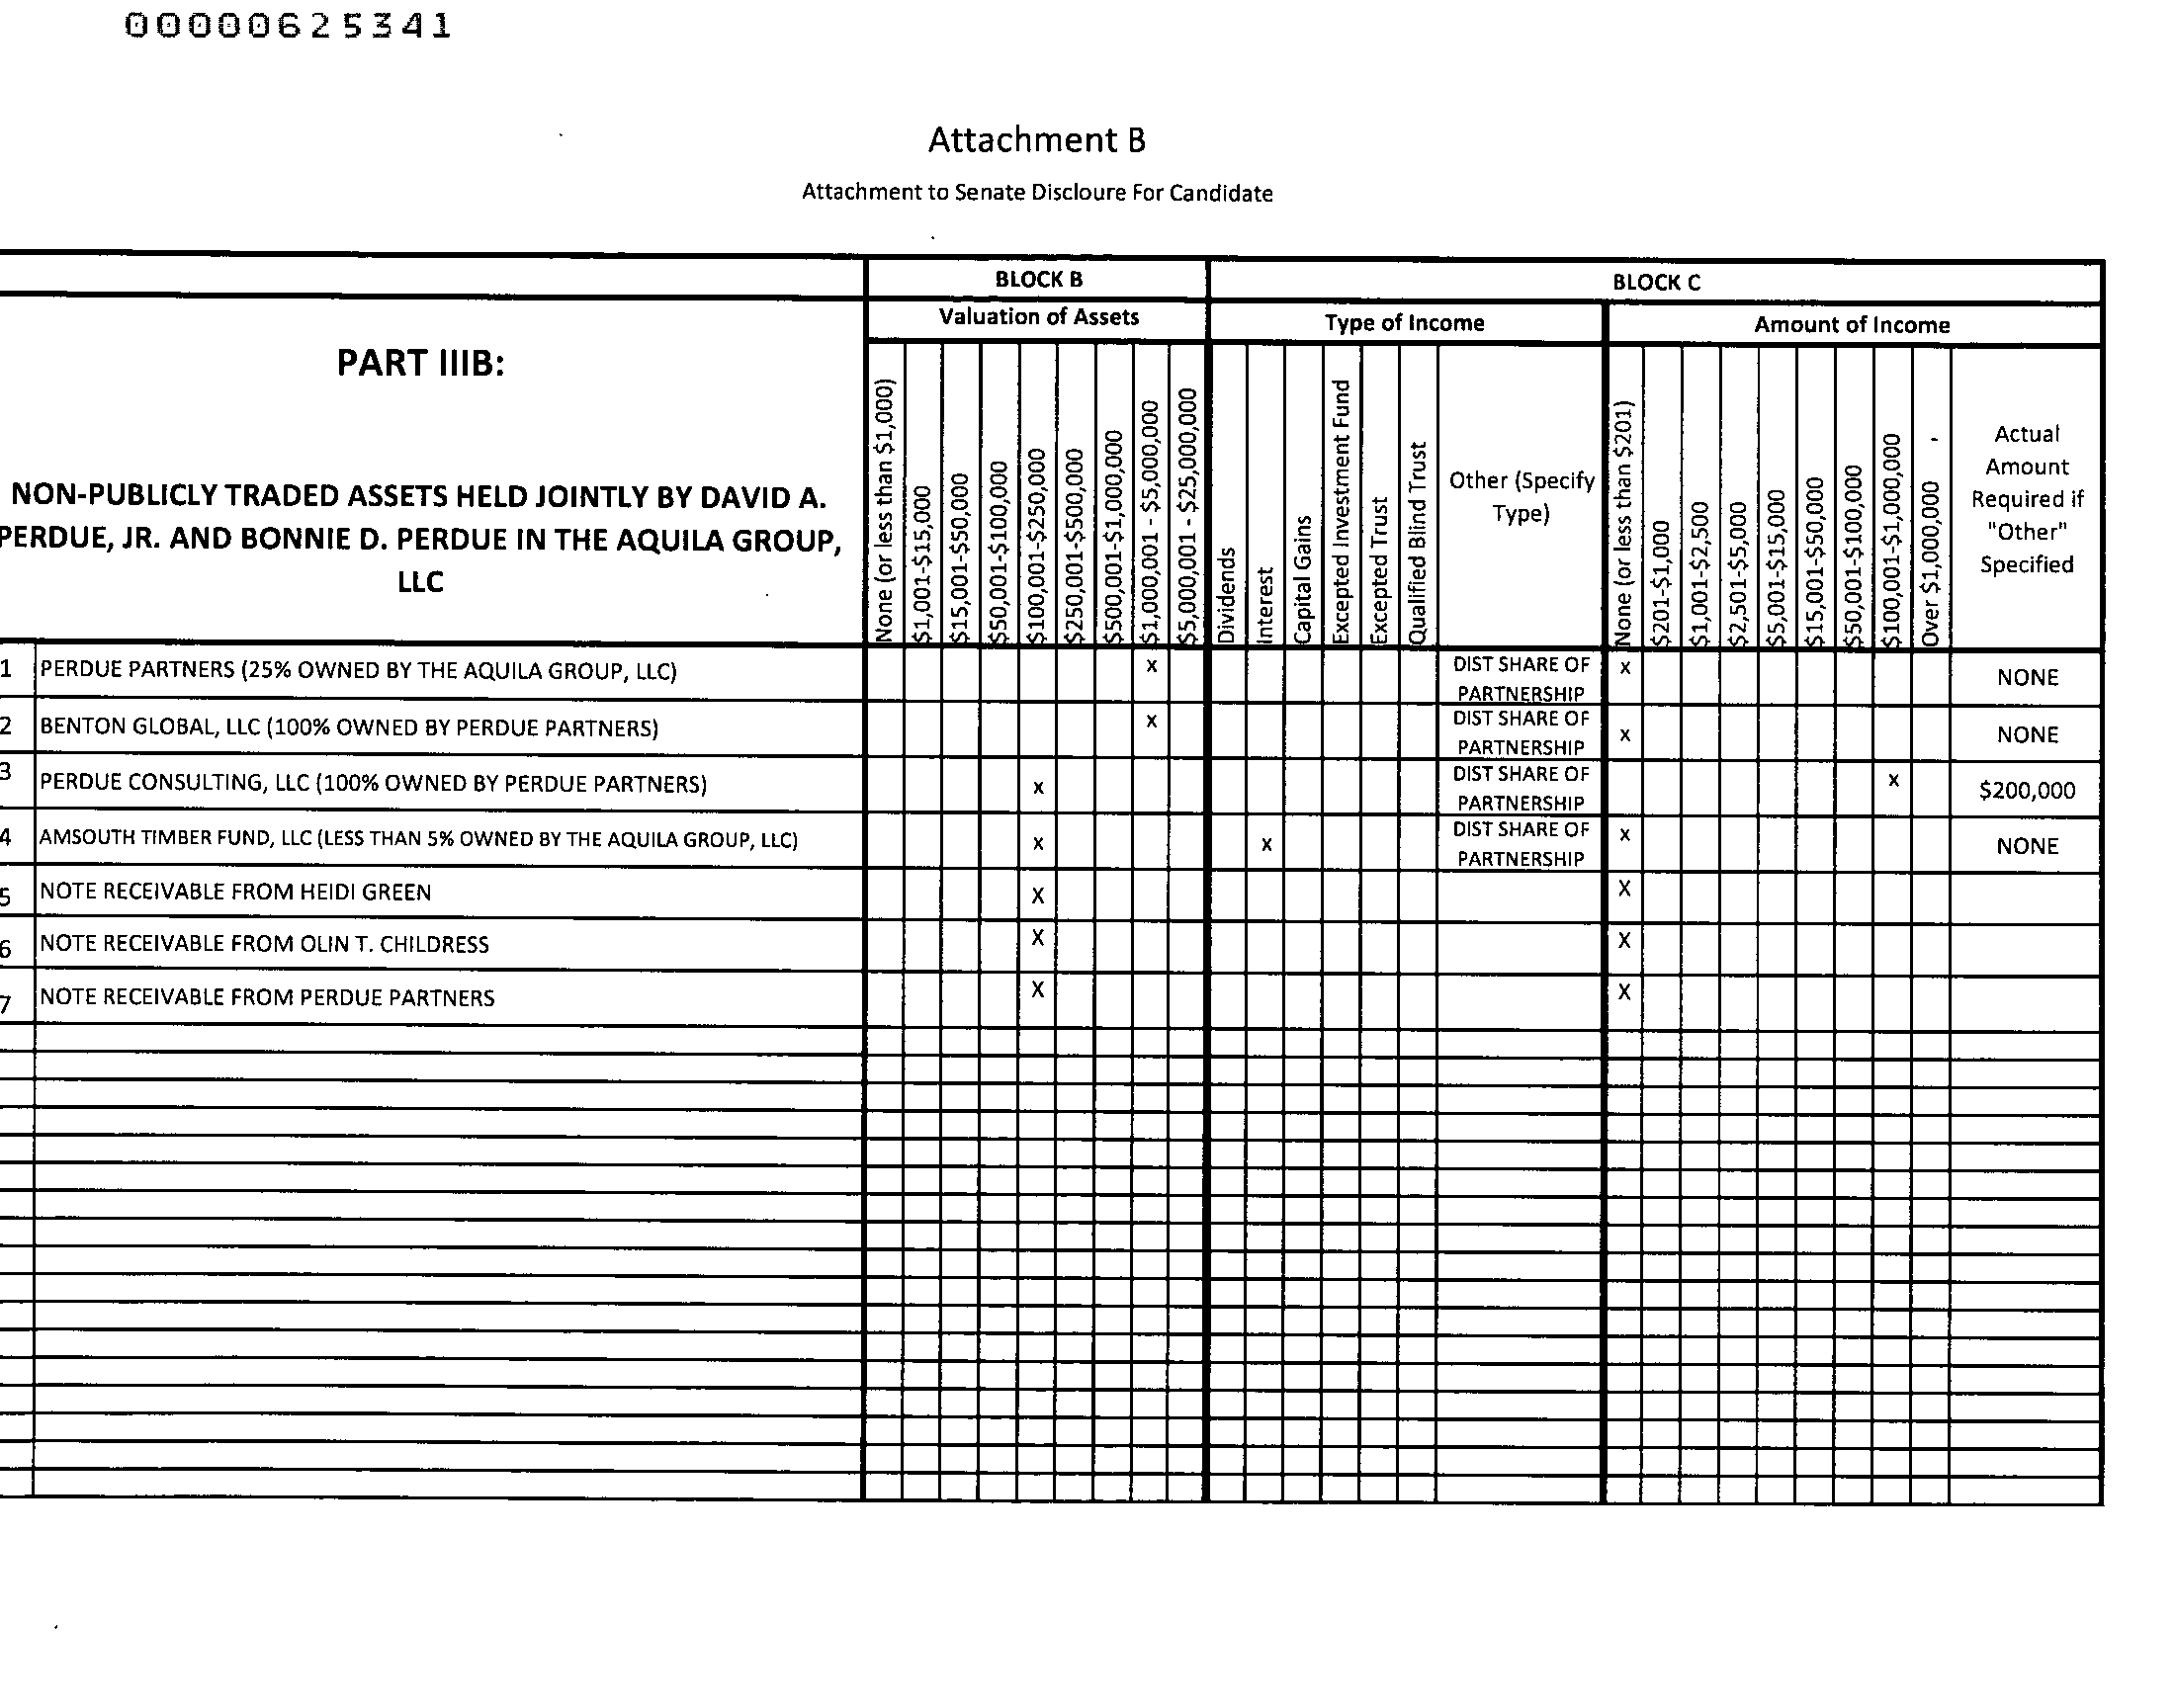 00000625341
Attachment B
Attachment to Senate Discloure For Candidate
BLOCK B
BLOCK C
Valuation of Assets
Type of Income
Amount of Income
PART IIIB:
NON-PUBLICLY TRADED ASSETS HELD JOINTLY BY DAVID A.
PERDUE, JR. AND BONNIE D. PERDUE IN THE AQUILA GROUP,
LLC
None (or less than $1,000)
$1,001-$15,000
$15,001-$50,000
$50,001-$100,000
$100,001-$250,000
$250,001-$500,000
$500,001-$1,000,000
$1,000,001 - $5,000,000
$5,000,001 - $25,000,000
Dividends
Interest
Capital Gains
Excepted Investment Fund
Excepted Trust
Qualified Blind Trust
Other (Specify
Type)
None (or less than $201)
$201-$1,000
$1,001-$2,500
$2,501-$5,000
$5,001-$15,000
$15,001-$50,000
$50,001-$100,000
$100,001-$1,000,000
Over $1,000,000
Actual
Amount
Required if
"Other"
Specified
1 PERDUE PARTNERS (25% OWNED BY THE AQUILA GROUP, LLC) x DIST SHARE OF x NONE
PARTNERSHIP
2 BENTON GLOBAL, LLC (100% OWNED BY PERDUE PARTNERS) x DIST SHARE OF x NONE
PARTNERSHIP
3 PERDUE CONSULTING, LLC (100% OWNED BY PERDUE PARTNERS) x DIST SHARE OF x $200,000
PARTNERSHIP
4 AMSOUTH TIMBER FUND, LLC (LESS THAN 5% OWNED BY THE AQUILA GROUP, LLC) x x DIST SHARE OF x NONE
PARTNERSHIP
5 NOTE RECEIVABLE FROM HEIDI GREEN X X
6 NOTE RECEIVABLE FROM OLIN T. CHILDRESS X X
7 NOTE RECEIVABLE FROM PERDUE PARTNERS X X